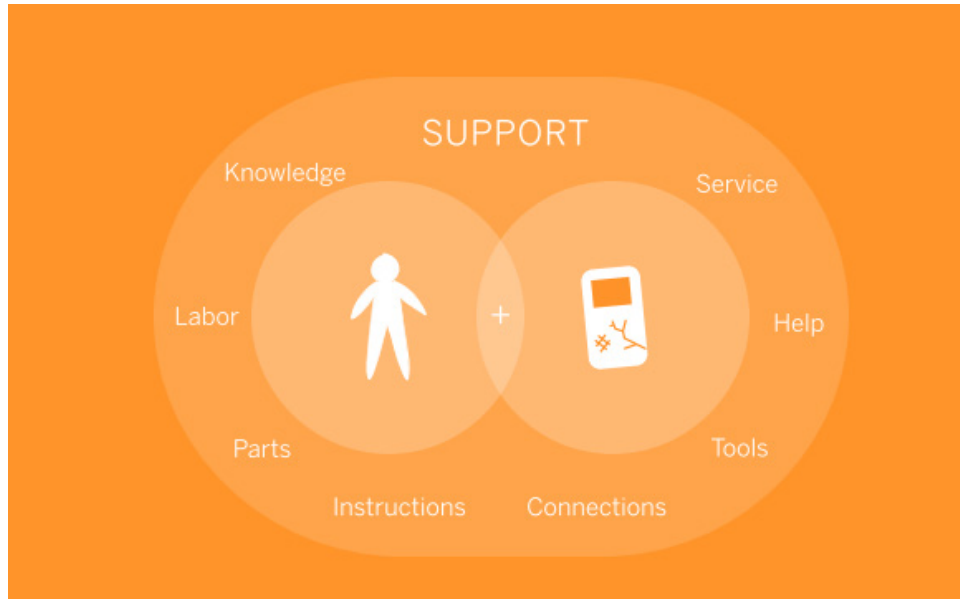 SUPPORT
Knowledge
Service
Labor
+
Help
Parts
Tools
Instructions
Connections